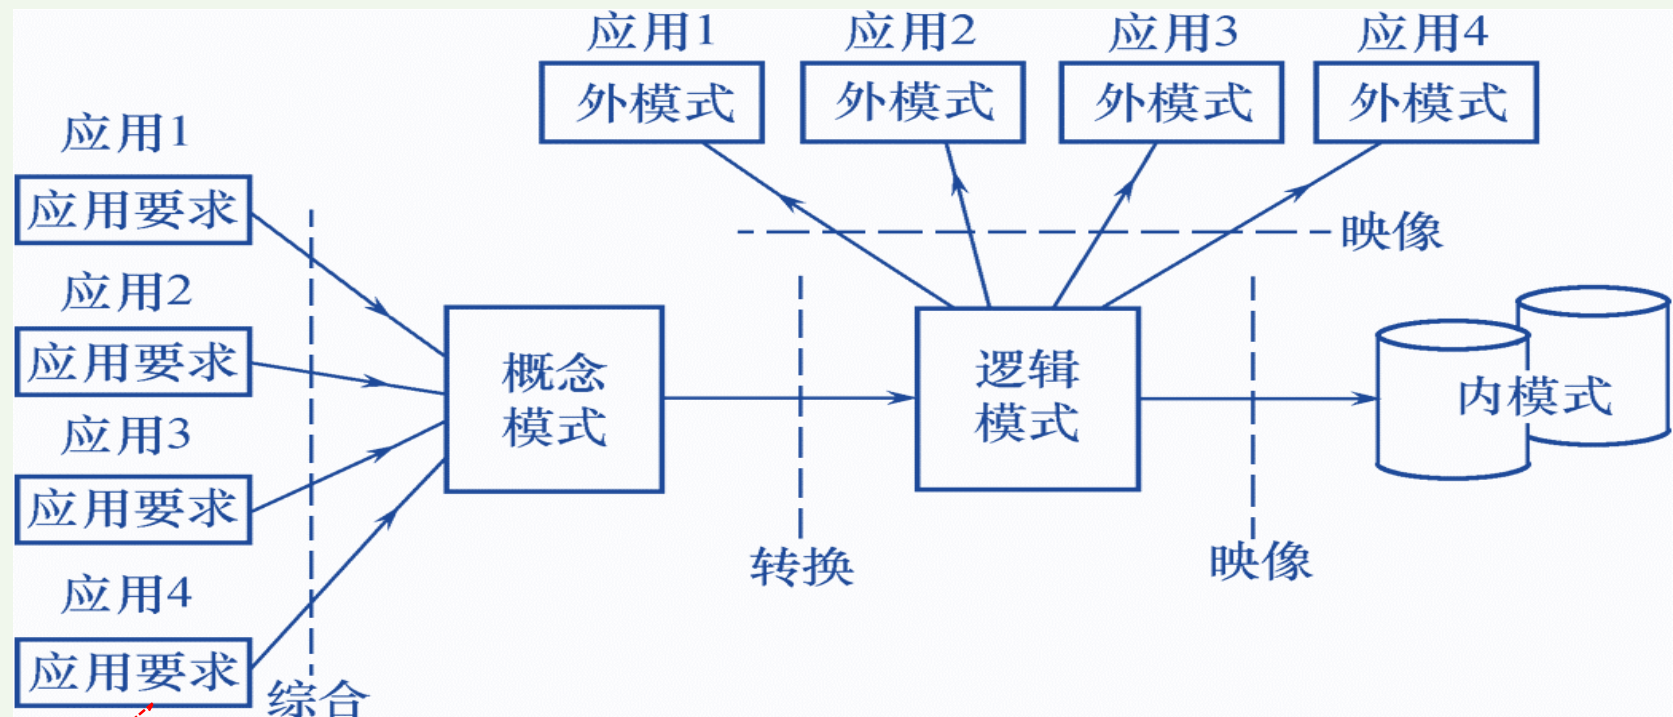 应用1
应用2
应用3
应用4
外模式
外模式
外模式
外模式
应用1
应用要求
映像
应用2
应用要求
概念
模式
逻辑
模式
内模式
应用3
应用要求
转换
映像
应用4
应用要求
综合